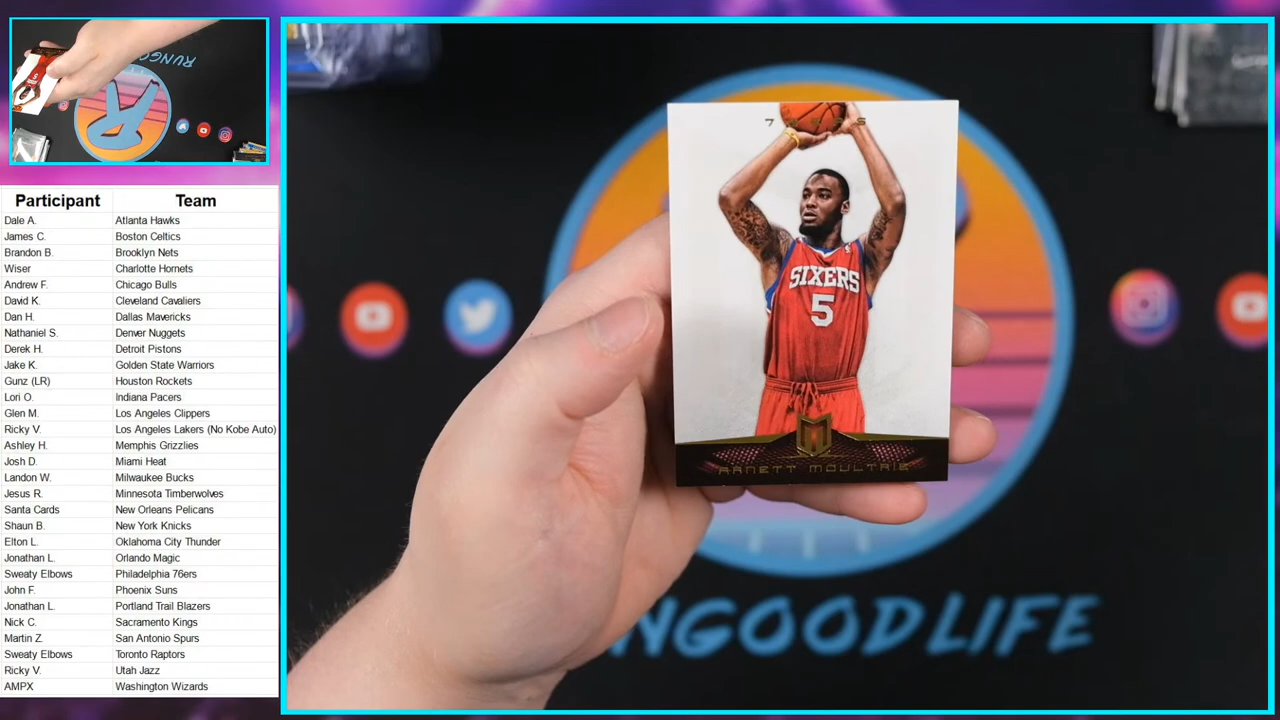 RUNGOOD
Participant Team
Dale A. Atlanta Hawks
James C. Boston Celtics
Brandon B. Brooklyn Nets
Wiser Charlotte Hornets
Andrew F. Chicago Bulls
David K. Cleveland Cavaliers
Dan H. Dallas Mavericks
Nathaniel S. Denver Nuggets
Derek H. Detroit Pistons
Jake K. Golden State Warriors
Gunz (LR) Houston Rockets
Lori O. Indiana Pacers
Glen M. Los Angeles Clippers
Ricky V. Los Angeles Lakers (No Kobe Auto)
Ashley H. Memphis Grizzlies
Josh D. Miami Heat
Landon W. Milwaukee Bucks
Jesus R. Minnesota Timberwolves
Santa Cards New Orleans Pelicans
Shaun B. New York Knicks
Elton L. Oklahoma City Thunder
Jonathan L. Orlando Magic
Sweaty Elbows Philadelphia 76ers
John F. Phoenix Suns
Jonathan L. Portland Trail Blazers
Nick C. Sacramento Kings
Martin Z. San Antonio Spurs
Sweaty Elbows Toronto Raptors
Ricky V. Utah Jazz
AMPX Washington Wizards
SIXERS
5
ARNETT MOULTRIE
NGOODLIFE